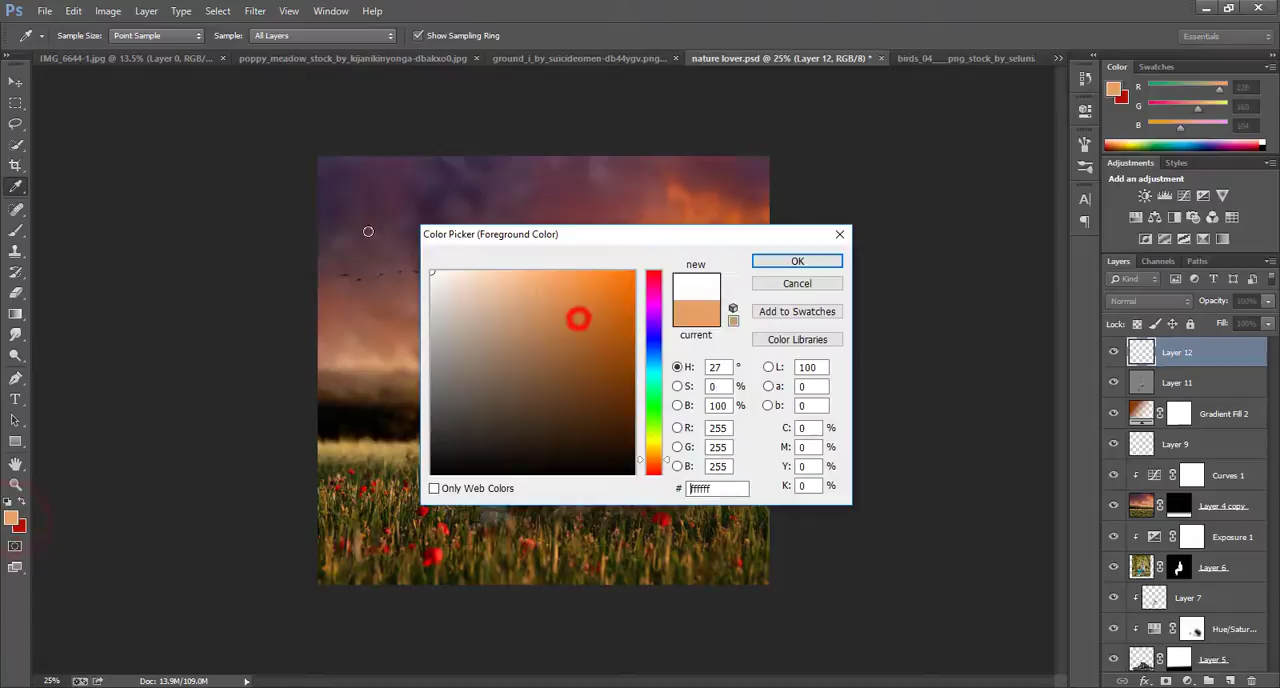 Ps File Edit Image Layer Type Select Filter View Window Help
Sample Size: Point Sample Sample: All Layers Show Sampling Ring Essentials
IMG_6644-1.jpg @ 13.5% (Layer 0, RGB/... × poppy_meadow_stock_by_kijanikinyonga-dbakxo0.jpg × ground_i_by_suicideomen-db44ygv.png... × nature lover.psd @ 25% (Layer 12, RGB/8) * × birds_04___png_stock_by_seluni
Color Swatches
R 228
G 160
B 104
Adjustments Styles
Add an adjustment
Layers Channels Paths
Kind
Normal Opacity: 100%
Lock: Fill: 100%
Layer 12
Layer 11
Gradient Fill 2
Layer 9
Curves 1
Layer 4 copy
Exposure 1
Layer 6
Layer 7
Hue/Satur...
Layer 5
Color Picker (Foreground Color)
new
current
OK
Cancel
Add to Swatches
Color Libraries
H: 27 ° L: 100
S: 0 % a: 0
B: 100 % b: 0
R: 255 C: 0 %
G: 255 M: 0 %
B: 255 Y: 0 %
# ffffff K: 0 %
Only Web Colors
25% Doc: 13.9M/109.0M